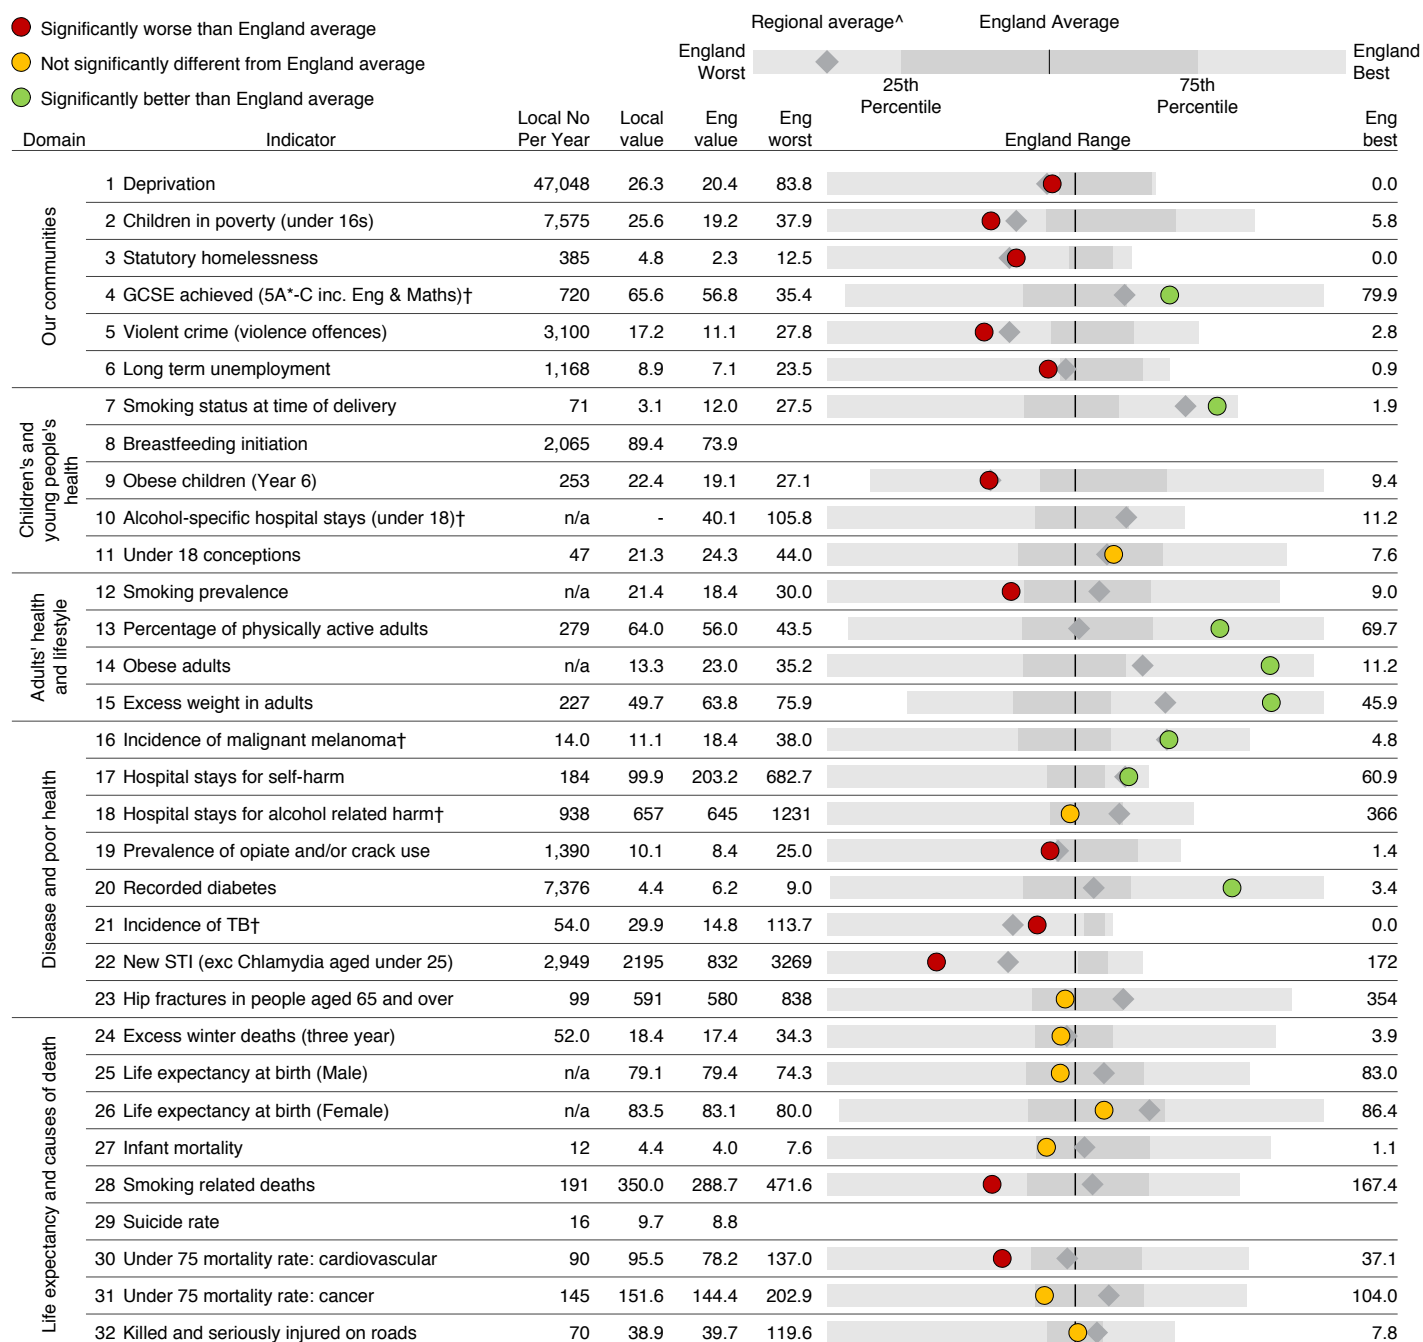 Significantly worse than England average
Not significantly different from England average
Significantly better than England average
Regional average^ England Average
England Worst
England Best
25th Percentile
75th Percentile
Domain Indicator Local No Per Year Local value Eng value Eng worst England Range Eng best
Our communities
1 Deprivation 47,048 26.3 20.4 83.8 0.0
2 Children in poverty (under 16s) 7,575 25.6 19.2 37.9 5.8
3 Statutory homelessness 385 4.8 2.3 12.5 0.0
4 GCSE achieved (5A*-C inc. Eng & Maths)† 720 65.6 56.8 35.4 79.9
5 Violent crime (violence offences) 3,100 17.2 11.1 27.8 2.8
6 Long term unemployment 1,168 8.9 7.1 23.5 0.9
Children's and young people's health
7 Smoking status at time of delivery 71 3.1 12.0 27.5 1.9
8 Breastfeeding initiation 2,065 89.4 73.9
9 Obese children (Year 6) 253 22.4 19.1 27.1 9.4
10 Alcohol-specific hospital stays (under 18)† n/a - 40.1 105.8 11.2
11 Under 18 conceptions 47 21.3 24.3 44.0 7.6
Adults' health and lifestyle
12 Smoking prevalence n/a 21.4 18.4 30.0 9.0
13 Percentage of physically active adults 279 64.0 56.0 43.5 69.7
14 Obese adults n/a 13.3 23.0 35.2 11.2
15 Excess weight in adults 227 49.7 63.8 75.9 45.9
Disease and poor health
16 Incidence of malignant melanoma† 14.0 11.1 18.4 38.0 4.8
17 Hospital stays for self-harm 184 99.9 203.2 682.7 60.9
18 Hospital stays for alcohol related harm† 938 657 645 1231 366
19 Prevalence of opiate and/or crack use 1,390 10.1 8.4 25.0 1.4
20 Recorded diabetes 7,376 4.4 6.2 9.0 3.4
21 Incidence of TB† 54.0 29.9 14.8 113.7 0.0
22 New STI (exc Chlamydia aged under 25) 2,949 2195 832 3269 172
23 Hip fractures in people aged 65 and over 99 591 580 838 354
Life expectancy and causes of death
24 Excess winter deaths (three year) 52.0 18.4 17.4 34.3 3.9
25 Life expectancy at birth (Male) n/a 79.1 79.4 74.3 83.0
26 Life expectancy at birth (Female) n/a 83.5 83.1 80.0 86.4
27 Infant mortality 12 4.4 4.0 7.6 1.1
28 Smoking related deaths 191 350.0 288.7 471.6 167.4
29 Suicide rate 16 9.7 8.8
30 Under 75 mortality rate: cardiovascular 90 95.5 78.2 137.0 37.1
31 Under 75 mortality rate: cancer 145 151.6 144.4 202.9 104.0
32 Killed and seriously injured on roads 70 38.9 39.7 119.6 7.8